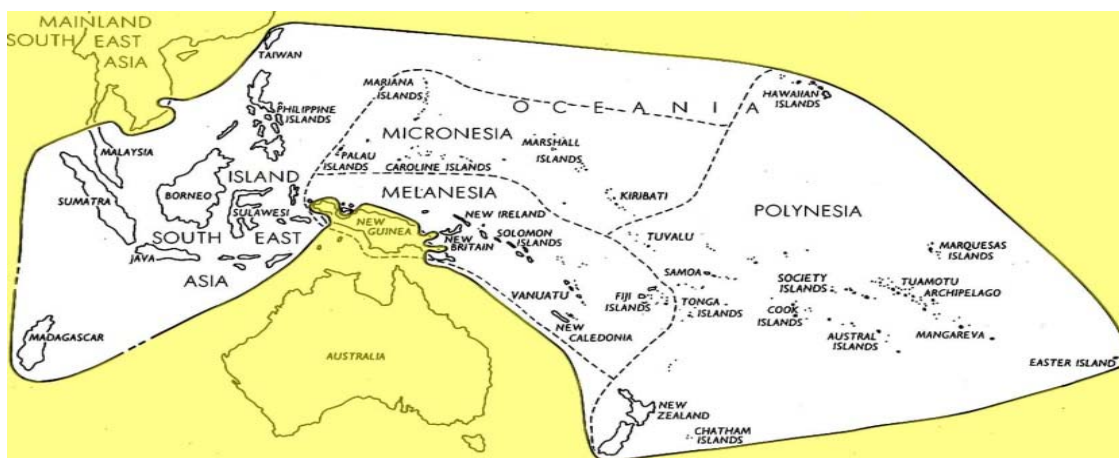 MAINLAND
SOUTH EAST
ASIA
TAIWAN
PHILIPPINE
ISLANDS
MARIANA
ISLANDS
OCEANIA
HAWAIIAN
ISLANDS
MICRONESIA
MALAYSIA
PALAU
ISLANDS
CAROLINE ISLANDS
MARSHALL
ISLANDS
SUMATRA
BORNEO
ISLAND
SULAWESI
SOUTH EAST
ASIA
JAVA
MELANESIA
KIRIBATI
POLYNESIA
NEW
GUINEA
NEW IRELAND
NEW
BRITAIN
SOLOMON
ISLANDS
TUVALU
MARQUESAS
ISLANDS
SAMOA
SOCIETY
ISLANDS
TUAMOTU
ARCHIPELAGO
VANUATU
FIJI
ISLANDS
TONGA
ISLANDS
COOK
ISLANDS
NEW
CALEDONIA
AUSTRAL
ISLANDS
MANGAREVA
MADAGASCAR
AUSTRALIA
EASTER ISLAND
NEW
ZEALAND
CHATHAM
ISLANDS